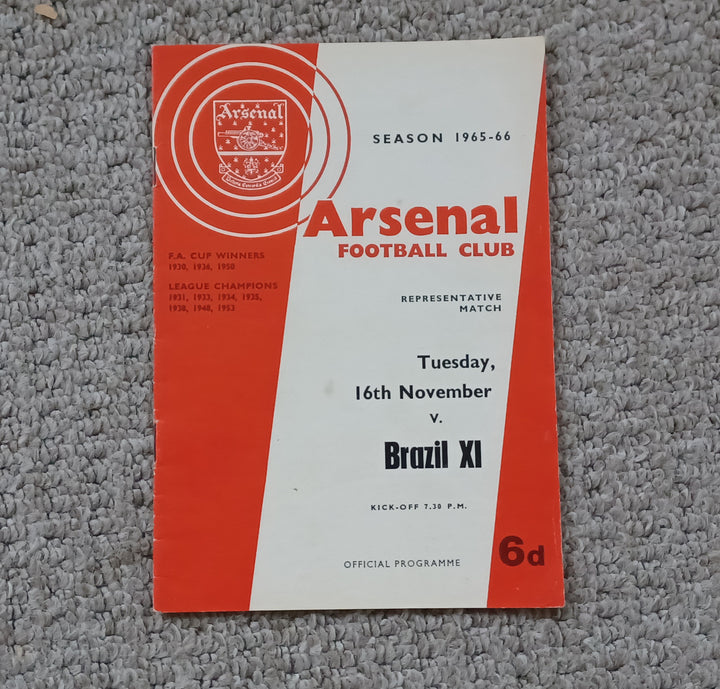 Arsenal
SEASON 1965-66
Arsenal
FOOTBALL CLUB
F.A. CUP WINNERS
1930, 1936, 1950
LEAGUE CHAMPIONS
1931, 1933, 1934, 1935,
1938, 1948, 1953
REPRESENTATIVE
MATCH
Tuesday,
16th November
V.
Brazil XI
KICK-OFF 7.30 P.M.
6d
OFFICIAL PROGRAMME